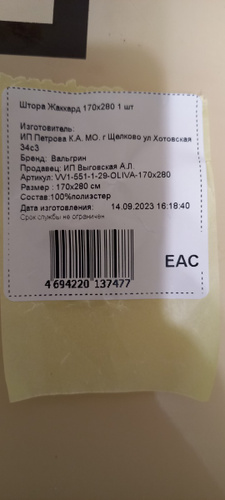 Штора Жаккард 170х280 1 шт
Изготовитель:
ИП Петрова К.А. МО. г Щелково ул Хотовская
34с3
Бренд: Вальгрин
Продавец: ИП Выговская А.Л.
Артикул: VV1-551-1-29-OLIVA-170x280
Размер : 170х280 см
Состав:100%полиэстер
Дата изготовления: 14.09.2023 16:18:40
Срок службы не ограничен
EAC
4 694220 137477